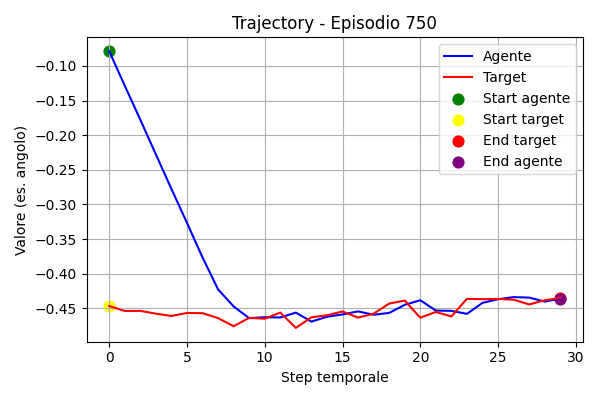 Trajectory - Episodio 750
Valore (es. angolo)
−0.10
−0.15
−0.20
−0.25
−0.30
−0.35
−0.40
−0.45
Agente
Target
Start agente
Start target
End target
End agente
0 5 10 15 20 25 30
Step temporale